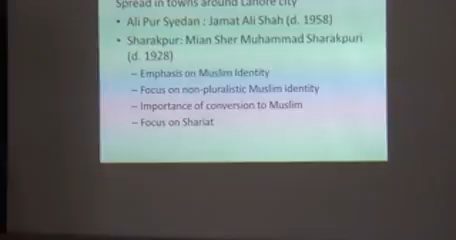 Spread in towns around Lahore city
• Ali Pur Syedan : Jamat Ali Shah (d. 1958)
• Sharakpur: Mian Sher Muhammad Sharakpuri
(d. 1928)
– Emphasis on Muslim Identity
– Focus on non-pluralistic Muslim identity
– Importance of conversion to Muslim
– Focus on Shariat